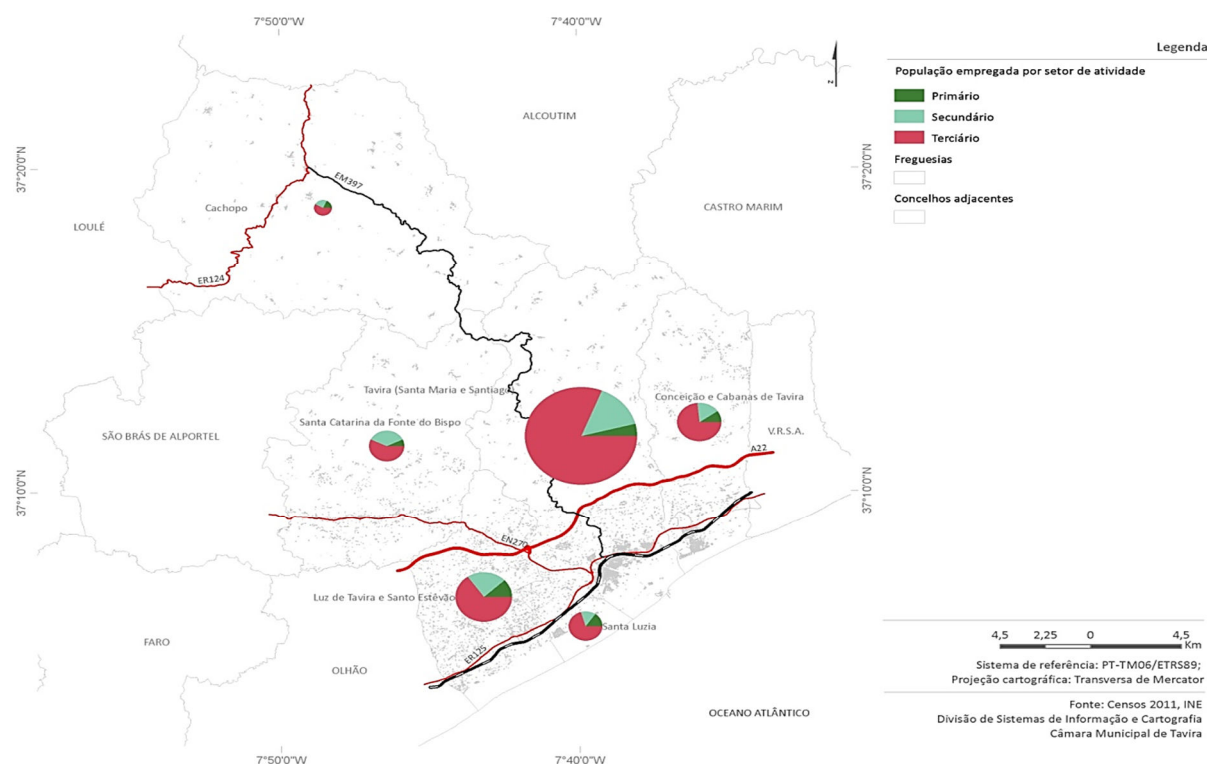 7°50'0"W
7°40'0"W
Legenda
População empregada por setor de atividade
Primário
Secundário
Terciário
Freguesias
Concelhos adjacentes
z
ALCOUTIM
37°20'0"N
37°20'0"N
EM397
Cachopo
CASTRO MARIM
LOULÉ
ER124
Tavira (Santa Maria e Santiago)
Conceição e Cabanas de Tavira
Santa Catarina da Fonte do Bispo
SÃO BRÁS DE ALPORTEL
V.R.S.A.
A22
37°10'0"N
37°10'0"N
EN270
Luz de Tavira e Santo Estêvão
Santa Luzia
FARO
OLHÃO
ER125
OCEANO ATLÂNTICO
4,5 2,25 0 4,5
Km
Sistema de referência: PT-TM06/ETRS89;
Projeção cartográfica: Transversa de Mercator
Fonte: Censos 2011, INE
Divisão de Sistemas de Informação e Cartografia
Câmara Municipal de Tavira
7°50'0"W
7°40'0"W